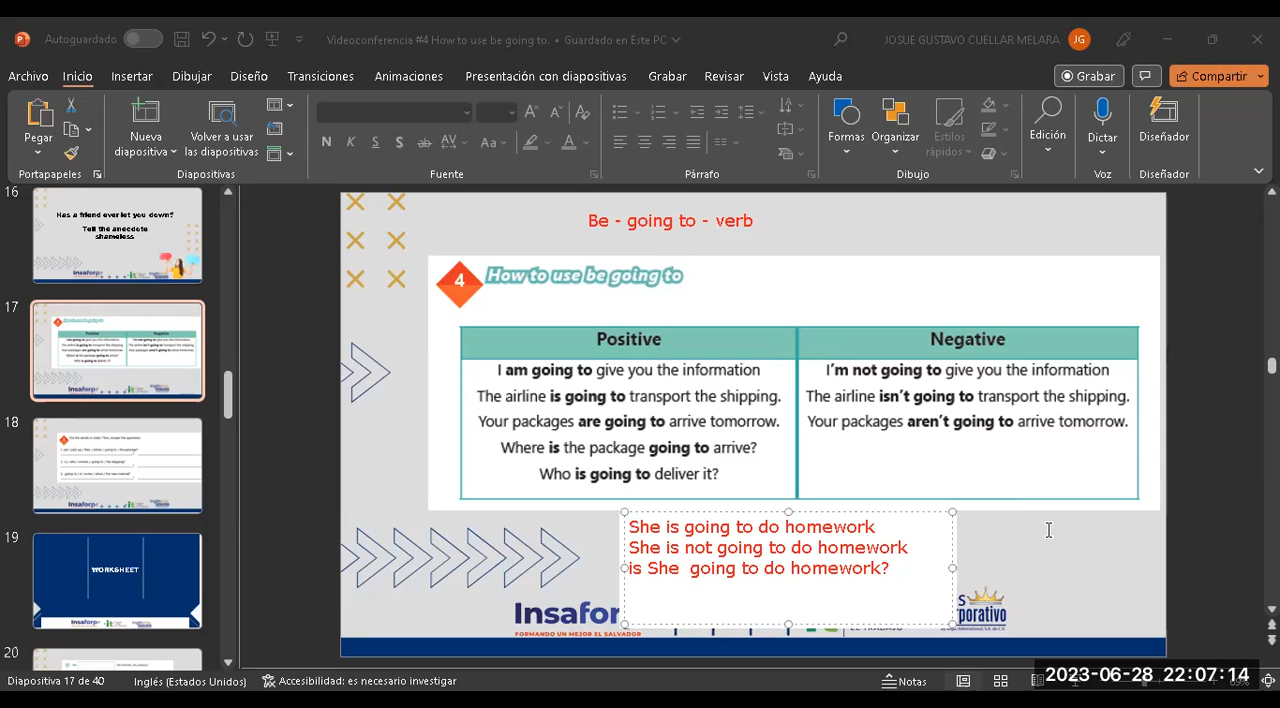 Autoguardado
Videoconferencia #4 How to use be going to. • Guardado en Este PC
JOSUE GUSTAVO CUELLAR MELARA
JG
Archivo Inicio Insertar Dibujar Diseño Transiciones Animaciones Presentación con diapositivas Grabar Revisar Vista Ayuda
Grabar
Compartir
Pegar
Nueva
diapositiva
Volver a usar
las diapositivas
N K S S ab AV Aa A
Formas
Organizar
Estilos
rápidos
Edición
Dictar
Diseñador
Portapapeles
Diapositivas
Fuente
Párrafo
Dibujo
Voz
Diseñador
16
Has a friend ever let you down?
Tell the anecdote
shameless
17
18
19
WORKSHEET
20
Be - going to - verb
4
How to use be going to
Positive
Negative
I am going to give you the information
I'm not going to give you the information
The airline is going to transport the shipping.
The airline isn't going to transport the shipping.
Your packages are going to arrive tomorrow.
Your packages aren't going to arrive tomorrow.
Where is the package going to arrive?
Who is going to deliver it?
She is going to do homework
She is not going to do homework
is She  going to do homework?
Insafor
FORMANDO UN MEJOR EL SALVADOR
Diapositiva 17 de 40
Inglés (Estados Unidos)
Accesibilidad: es necesario investigar
Notas
2023-06-28 22:07:14